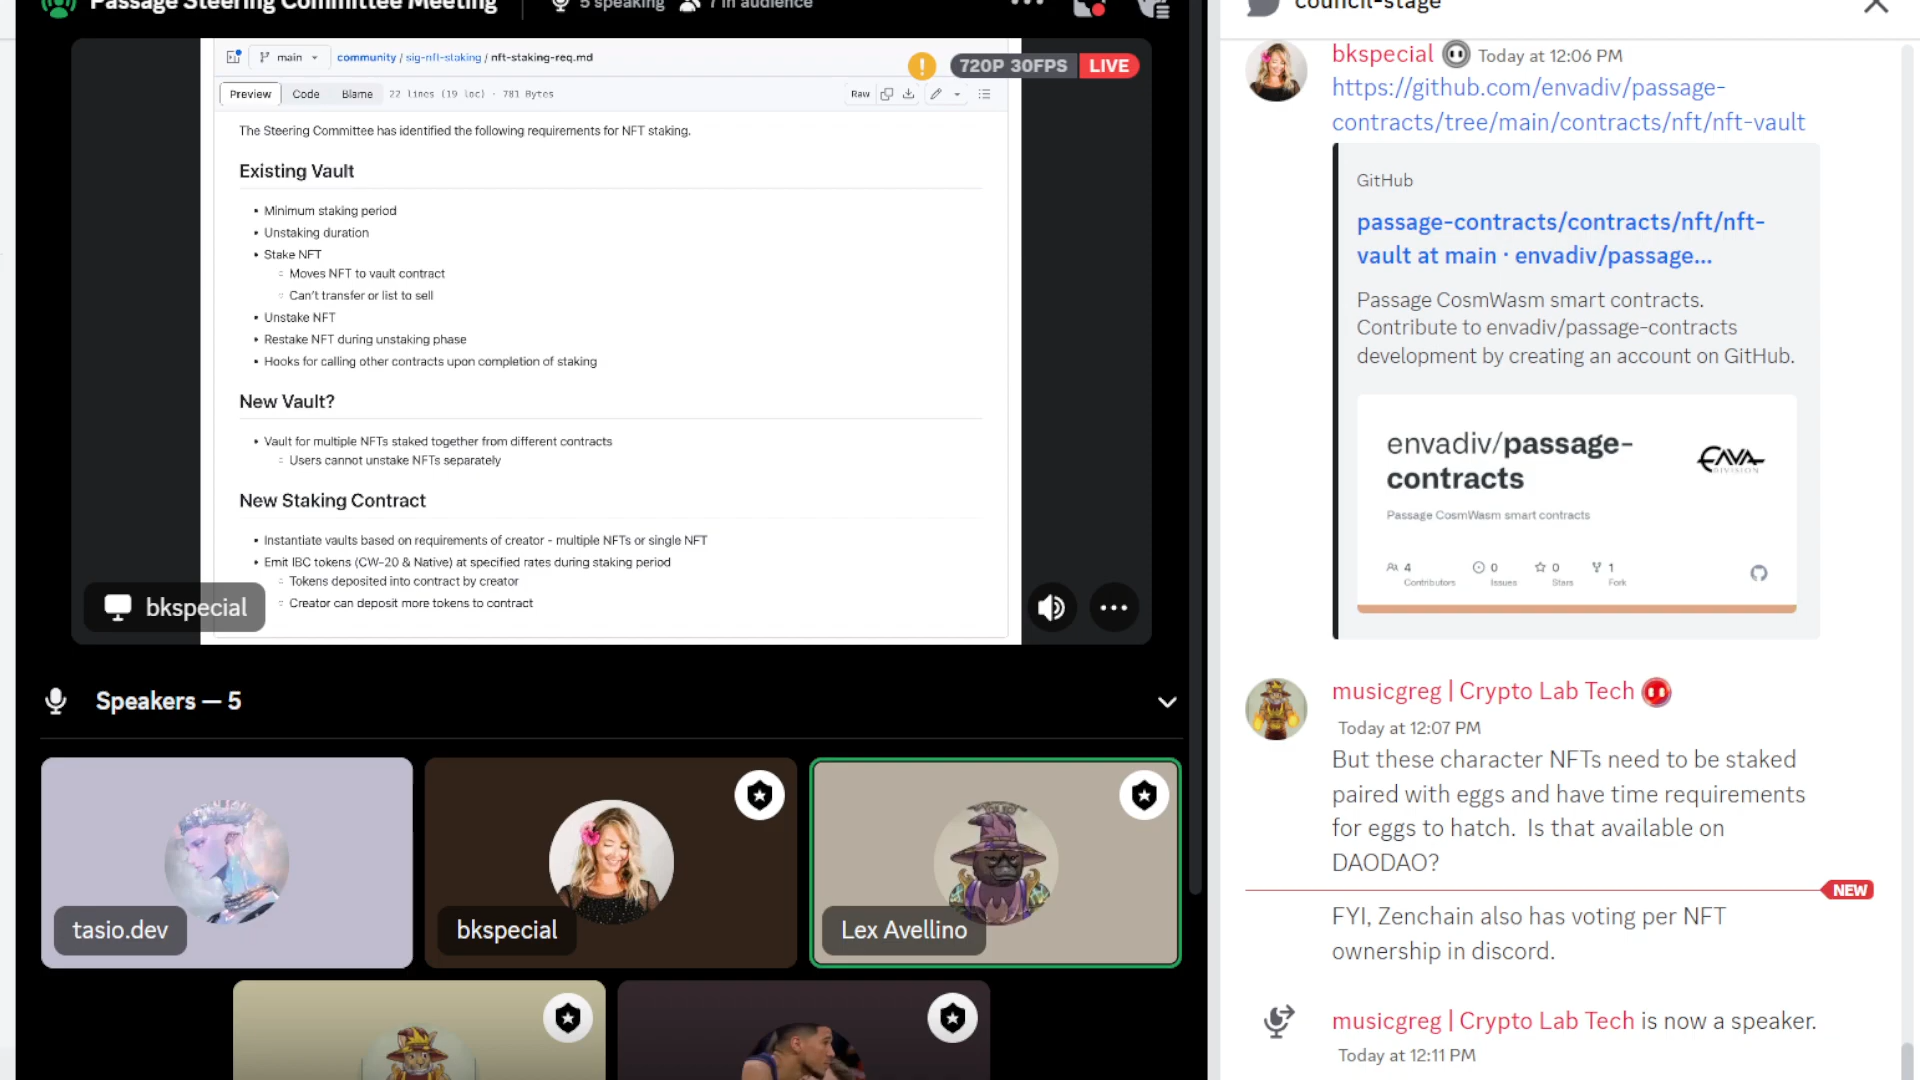 Passage Steering Committee Meeting
5 speaking
7 in audience
main
community / sig-nft-staking / nft-staking-req.md
720P 30FPS
LIVE
Preview
Code
Blame
22 lines (19 loc) · 781 Bytes
Raw
The Steering Committee has identified the following requirements for NFT staking.
Existing Vault
• Minimum staking period
• Unstaking duration
• Stake NFT
Moves NFT to vault contract
Can't transfer or list to sell
• Unstake NFT
• Restake NFT during unstaking phase
• Hooks for calling other contracts upon completion of staking
New Vault?
• Vault for multiple NFTs staked together from different contracts
Users cannot unstake NFTs separately
New Staking Contract
• Instantiate vaults based on requirements of creator - multiple NFTs or single NFT
• Emit IBC tokens (CW-20 & Native) at specified rates during staking period
Tokens deposited into contract by creator
Creator can deposit more tokens to contract
bkspecial
Speakers — 5
tasio.dev
bkspecial
Lex Avellino
council-stage
bkspecial Today at 12:06 PM
https://github.com/envadiv/passage-
contracts/tree/main/contracts/nft/nft-vault
GitHub
passage-contracts/contracts/nft/nft-
vault at main · envadiv/passage...
Passage CosmWasm smart contracts.
Contribute to envadiv/passage-contracts
development by creating an account on GitHub.
envadiv/passage-
contracts
Passage CosmWasm smart contracts
ENVA
DIVISION
4
Contributors
0
Issues
0
Stars
1
Fork
musicgreg | Crypto Lab Tech
Today at 12:07 PM
But these character NFTs need to be staked
paired with eggs and have time requirements
for eggs to hatch. Is that available on
DAODAO?
NEW
FYI, Zenchain also has voting per NFT
ownership in discord.
musicgreg | Crypto Lab Tech is now a speaker.
Today at 12:11 PM